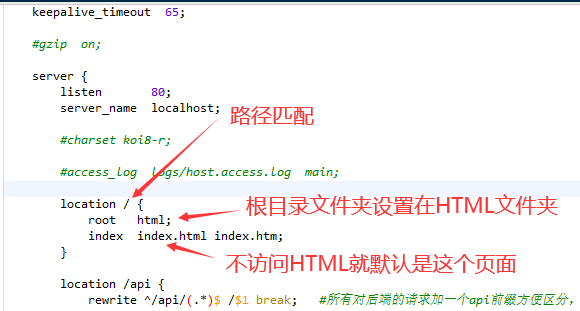 keepalive_timeout  65;
#gzip  on;
server {
listen       80;
server_name  localhost;
路径匹配
#charset koi8-r;
#access_log  logs/host.access.log  main;
location / {
root   html;
根目录文件夹设置在HTML文件夹
index  index.html index.htm;
不访问HTML就默认是这个页面
}
location /api {
rewrite ^/api/(.*)$ /$1 break;   #所有对后端的请求加一个api前缀方便区分,